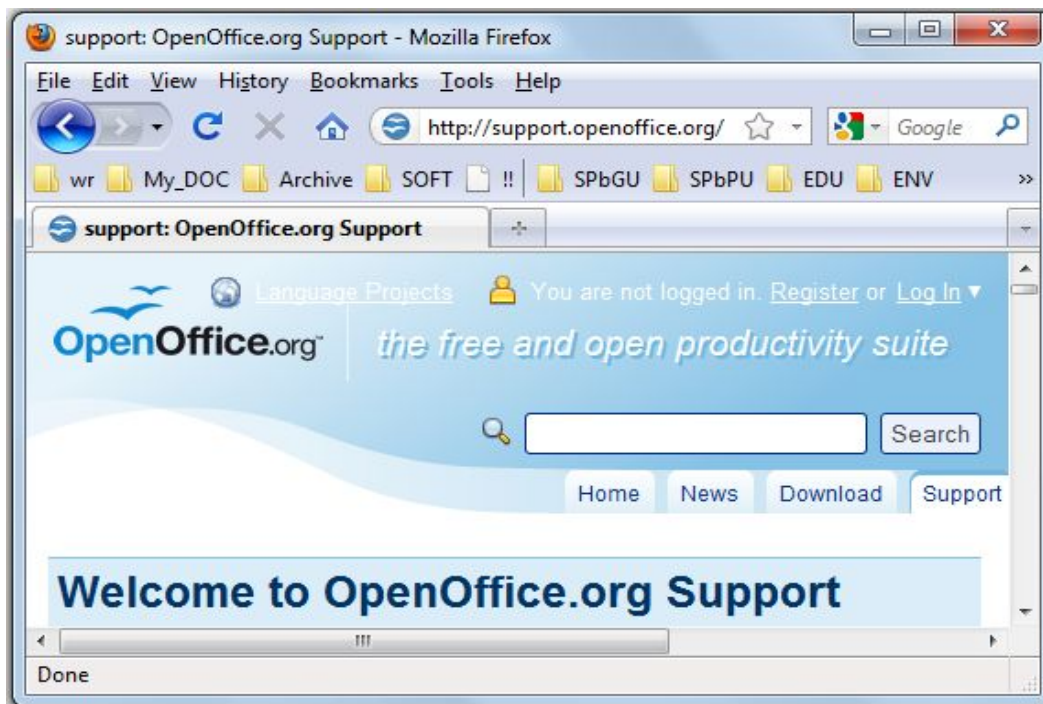 support: OpenOffice.org Support - Mozilla Firefox
File Edit View History Bookmarks Tools Help
http://support.openoffice.org/ Google
wr My_DOC Archive SOFT !! SPbGU SPbPU EDU ENV »
support: OpenOffice.org Support
Language Projects You are not logged in. Register or Log In
OpenOffice.org™ the free and open productivity suite
Search
Home News Download Support
Welcome to OpenOffice.org Support
Done